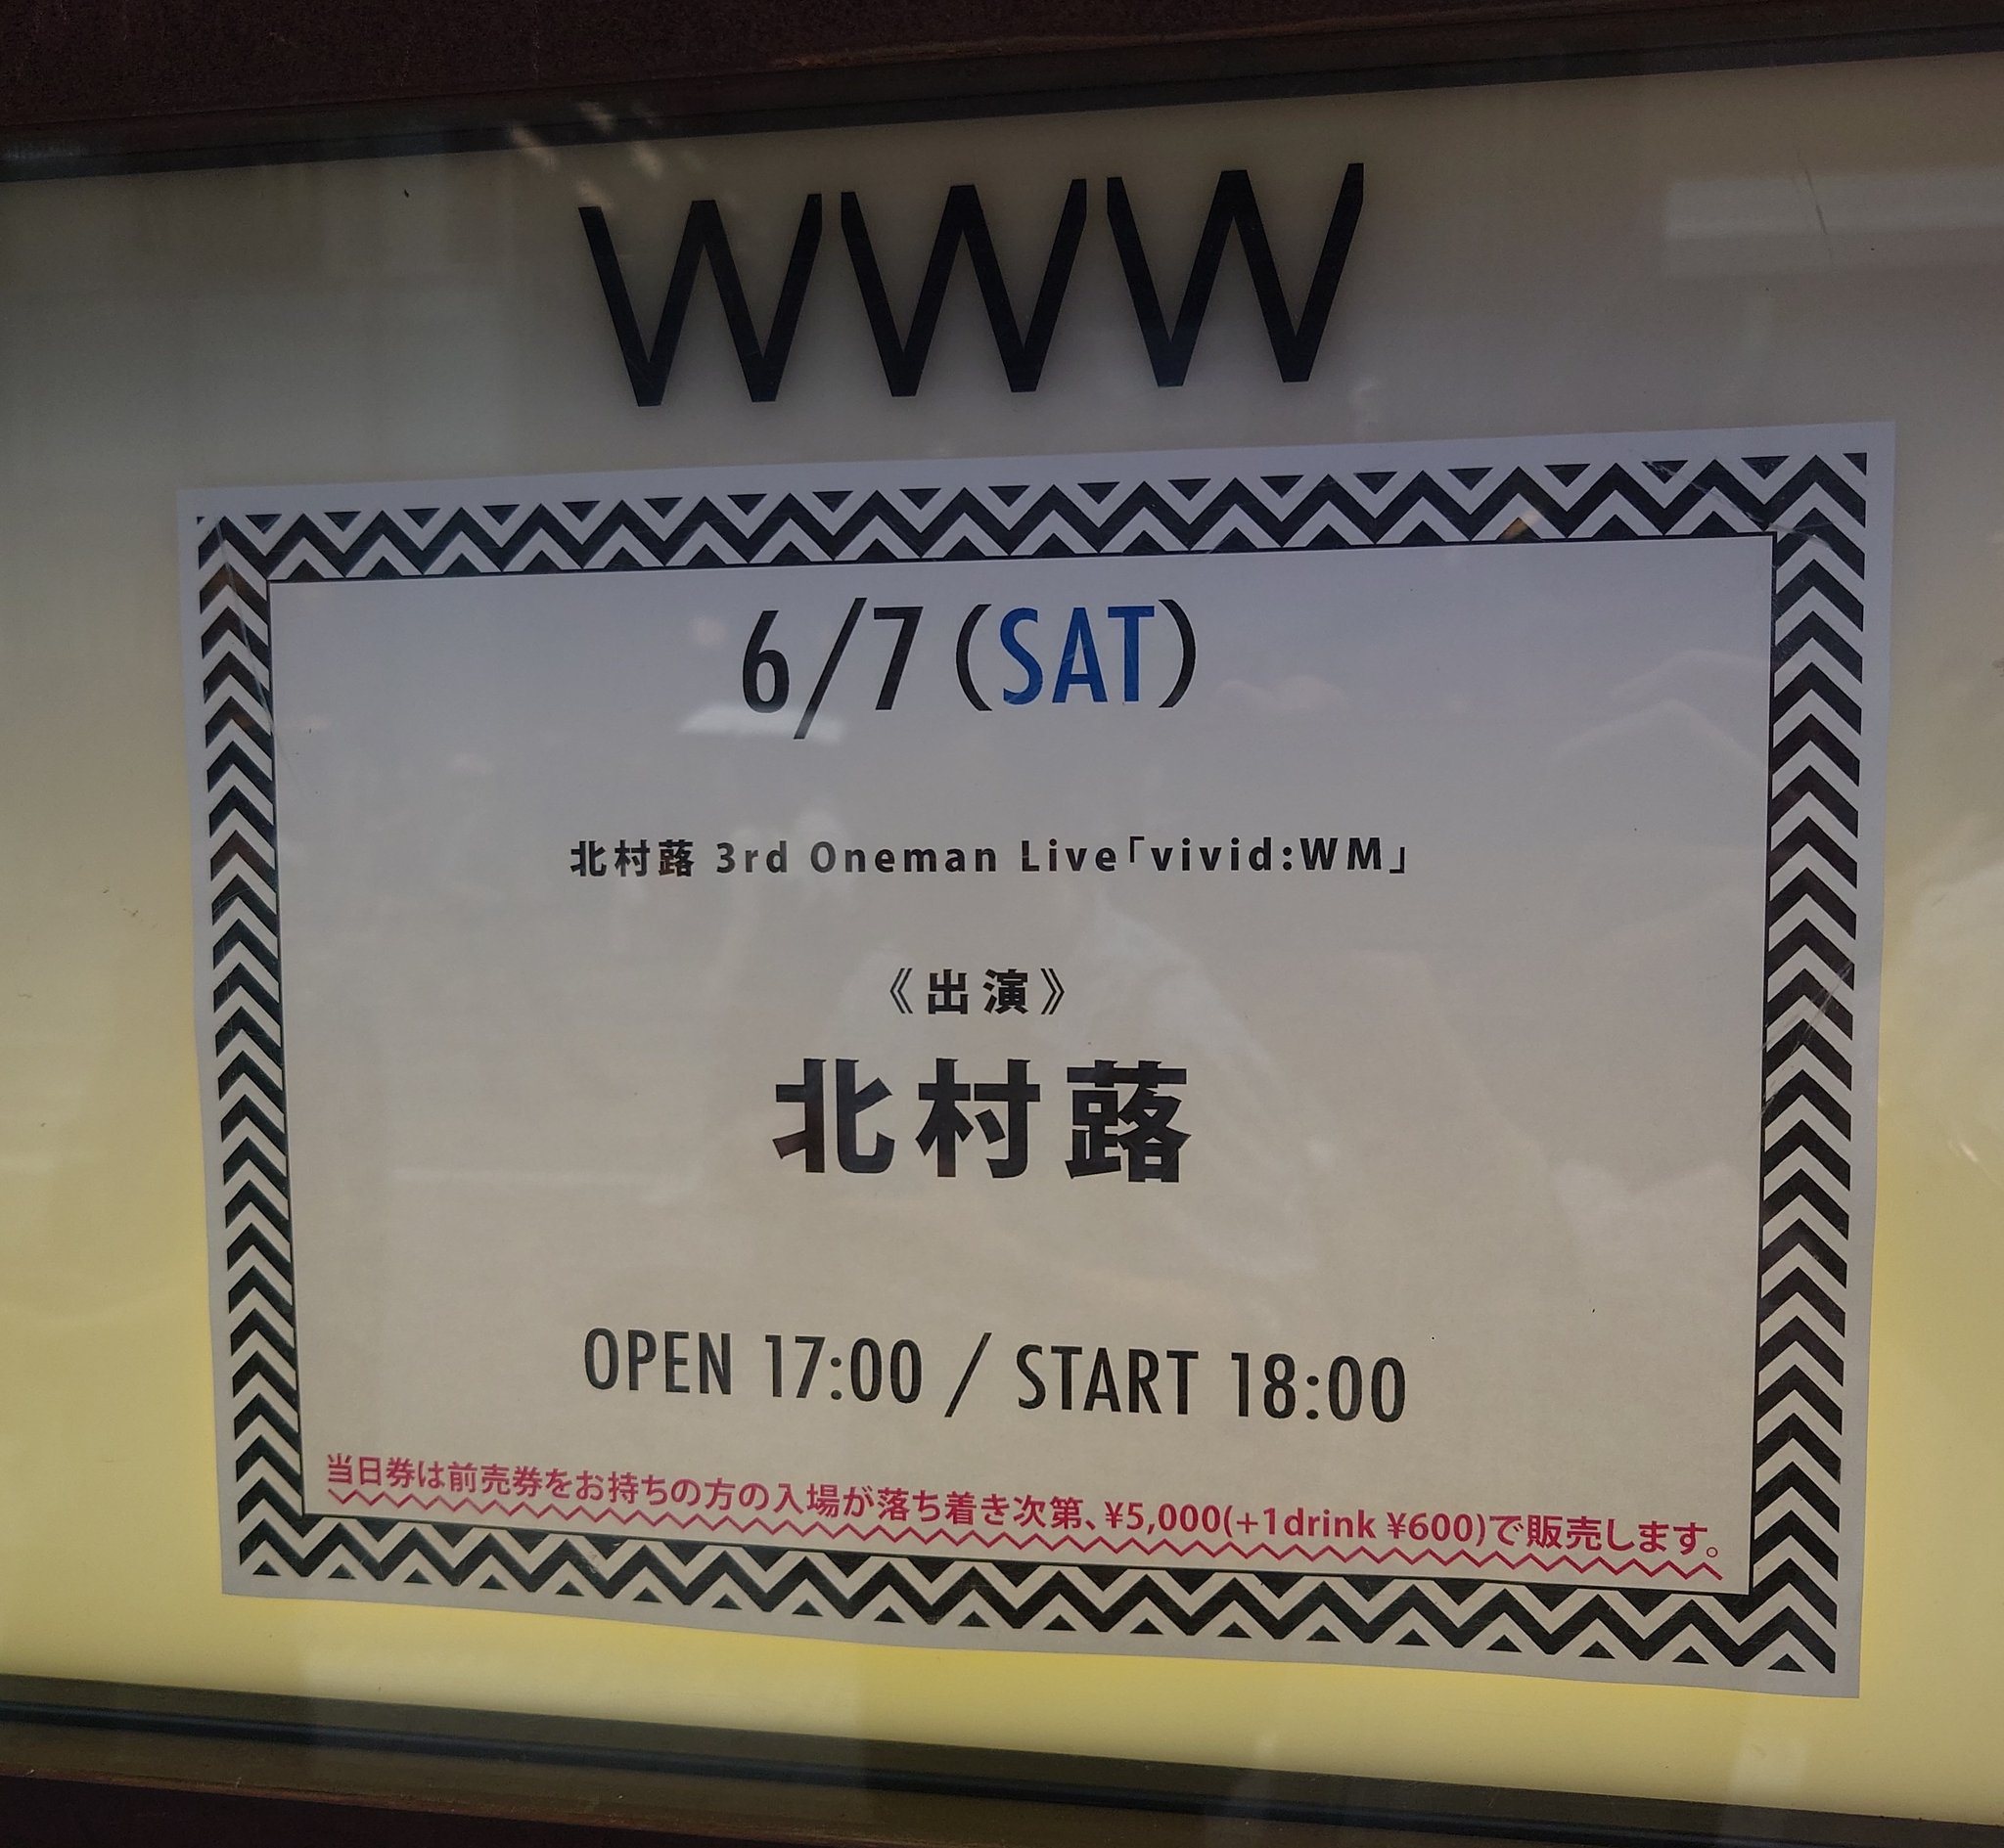 WWW
6/7(SAT)
北村蕗 3rd Oneman Live「vivid:WM」
《出演》
北村蕗
OPEN 17:00 / START 18:00
当日券は前売券をお持ちの方の入場が落ち着き次第、¥5,000(+1drink ¥600)で販売します。